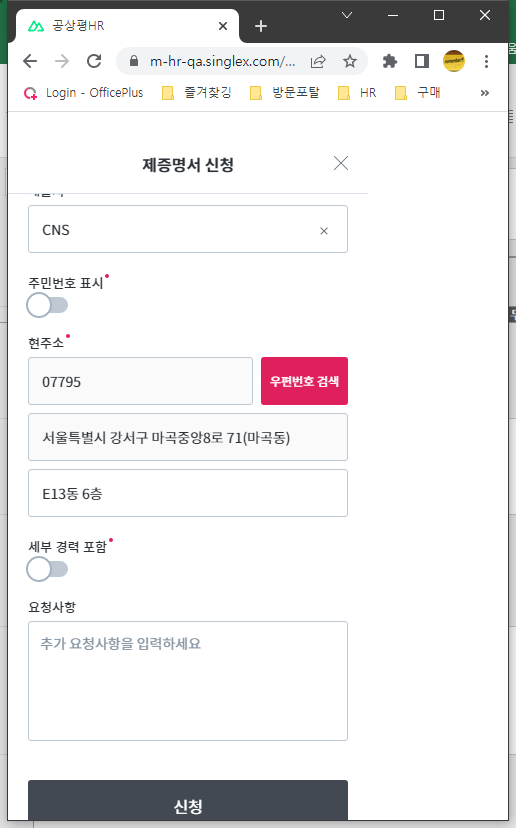 공상평HR
m-hr-qa.singlex.com/...
Login - OfficePlus
즐겨찾깅
방문포탈
HR
구매
»
제증명서 신청
CNS
주민번호 표시
현주소
07795
우편번호 검색
서울특별시 강서구 마곡중앙8로 71(마곡동)
E13동 6층
세부 경력 포함
요청사항
추가 요청사항을 입력하세요
신청